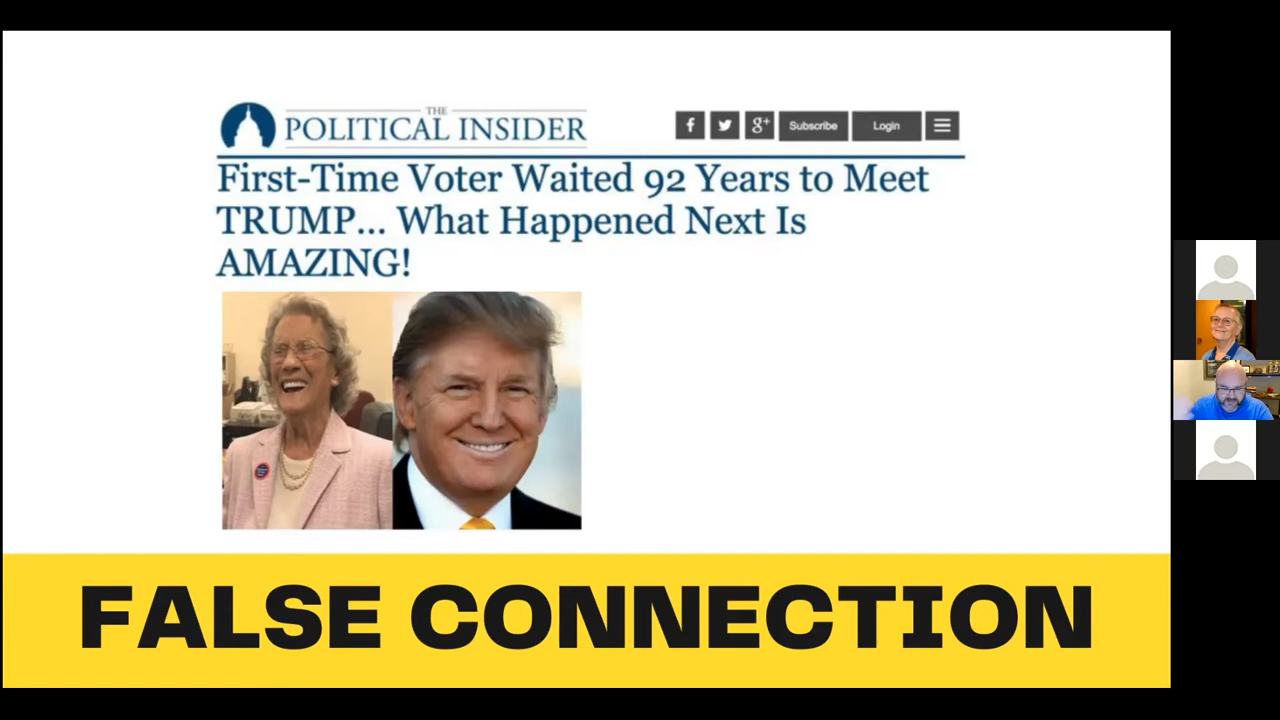 THE
POLITICAL INSIDER
f
g+
Subscribe
Login
First-Time Voter Waited 92 Years to Meet
TRUMP... What Happened Next Is
AMAZING!
FALSE CONNECTION